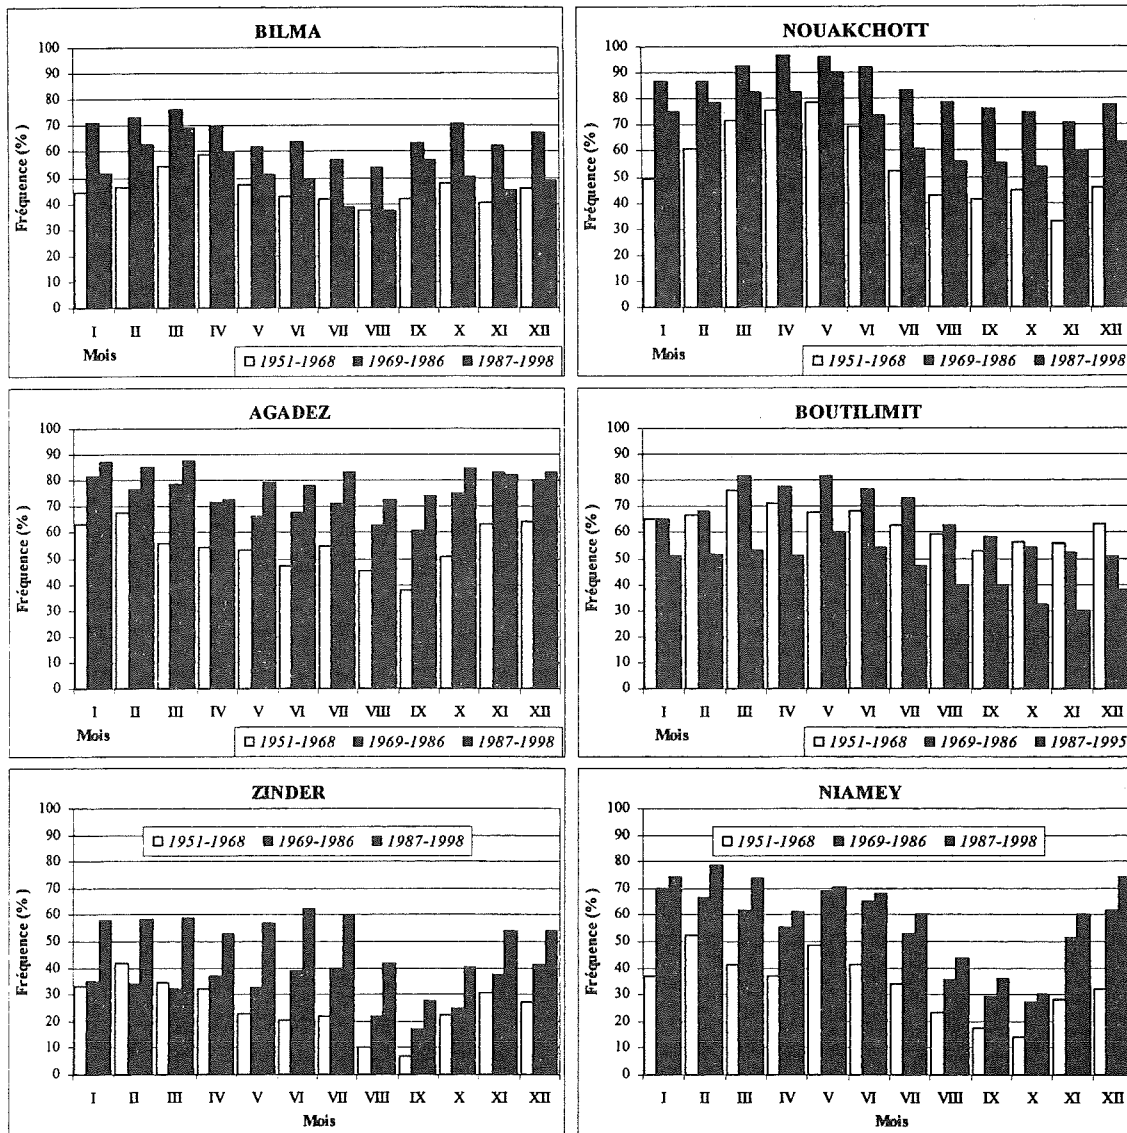 BILMA
Fréquence (%)
100
90
80
70
60
50
40
30
20
10
0
I II III IV V VI VII VIII IX X XI XII
Mois
1951-1968 1969-1986 1987-1998
NOUAKCHOTT
Fréquence (%)
100
90
80
70
60
50
40
30
20
10
0
I II III IV V VI VII VIII IX X XI XII
Mois
1951-1968 1969-1986 1987-1998
AGADEZ
Fréquence (%)
100
90
80
70
60
50
40
30
20
10
0
I II III IV V VI VII VIII IX X XI XII
Mois
1951-1968 1969-1986 1987-1998
BOUTILIMIT
Fréquence (%)
100
90
80
70
60
50
40
30
20
10
0
I II III IV V VI VII VIII IX X XI XII
Mois
1951-1968 1969-1986 1987-1995
ZINDER
1951-1968 1969-1986 1987-1998
Fréquence (%)
100
90
80
70
60
50
40
30
20
10
0
I II III IV V VI VII VIII IX X XI XII
Mois
NIAMEY
1951-1968 1969-1986 1987-1998
Fréquence (%)
100
90
80
70
60
50
40
30
20
10
0
I II III IV V VI VII VIII IX X XI XII
Mois